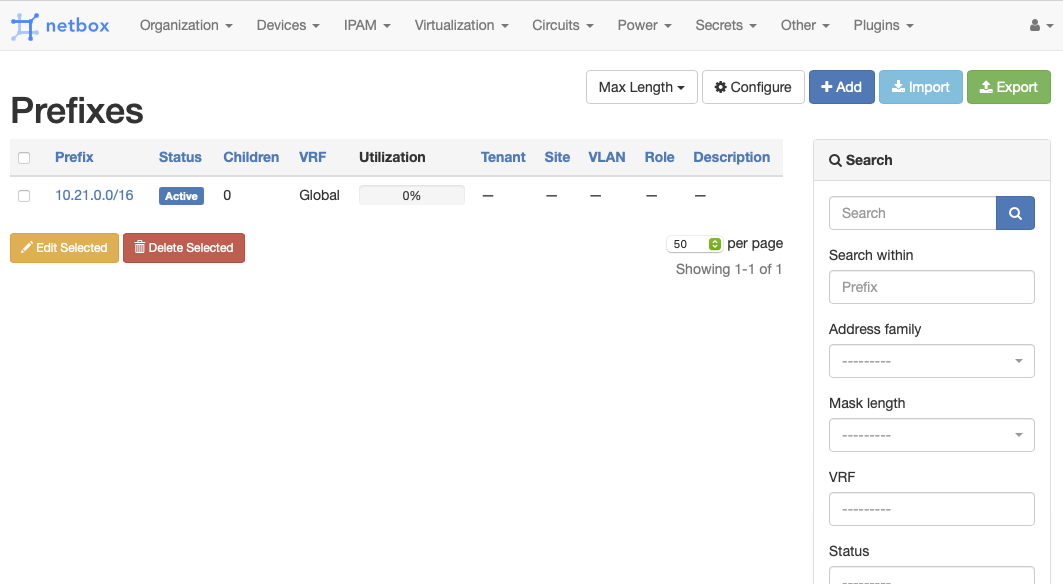 netbox Organization Devices IPAM Virtualization Circuits Power Secrets Other Plugins
Max Length Configure Add Import Export
Prefixes
Prefix Status Children VRF Utilization Tenant Site VLAN Role Description
10.21.0.0/16 Active 0 Global 0% — — — — —
Edit Selected Delete Selected
50 per page
Showing 1-1 of 1
Search
Search
Search within
Prefix
Address family
---------
Mask length
---------
VRF
---------
Status
---------